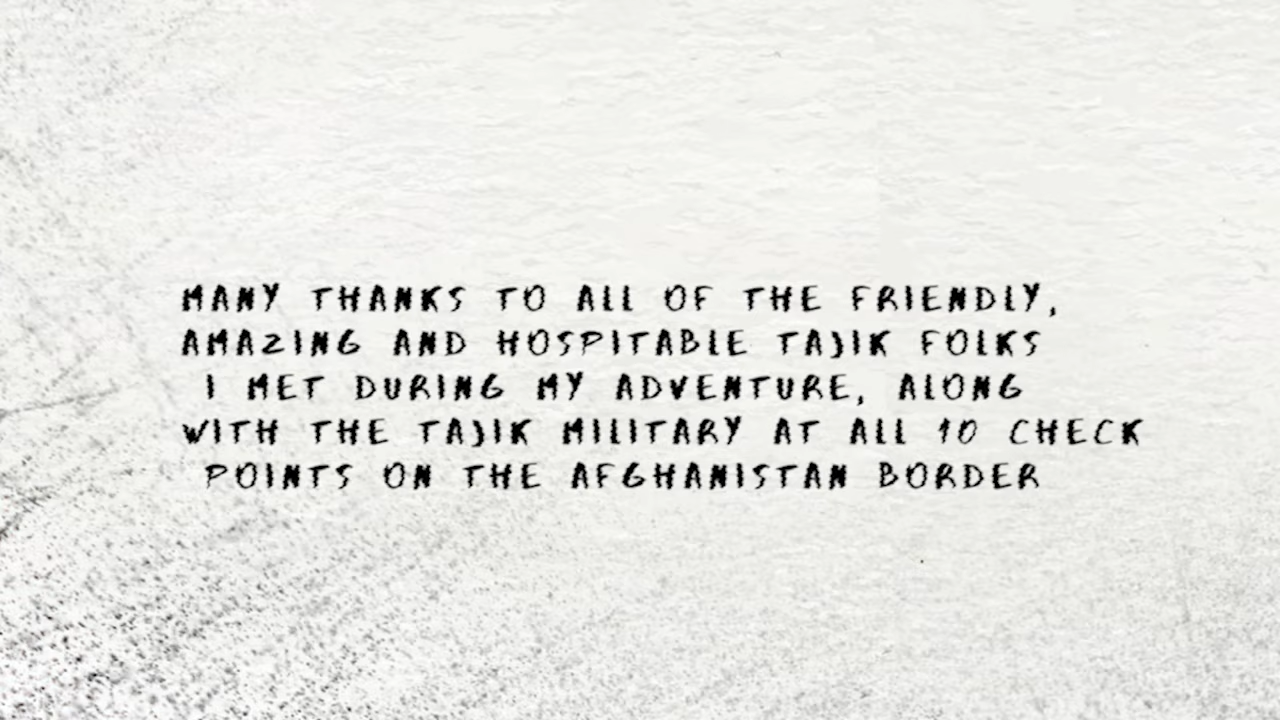 MANY THANKS TO ALL OF THE FRIENDLY,
AMAZING AND HOSPITABLE TAJIK FOLKS
I MET DURING MY ADVENTURE, ALONG
WITH THE TAJIK MILITARY AT ALL 10 CHECK
POINTS ON THE AFGHANISTAN BORDER